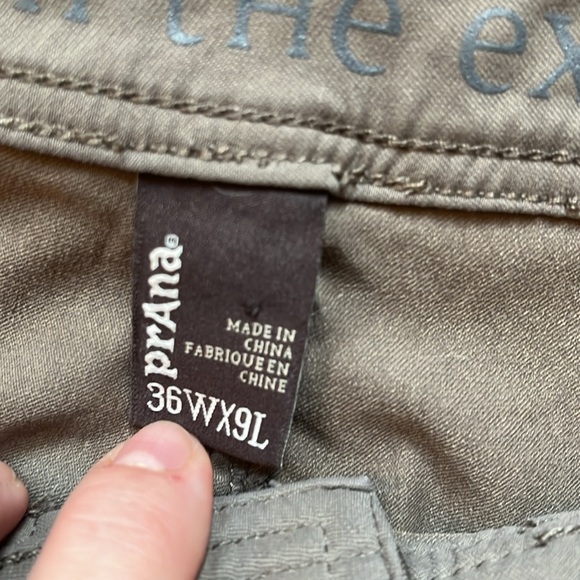 THE ex
prAna®
MADE IN
CHINA
FABRIQUE EN
CHINE
36WX9L